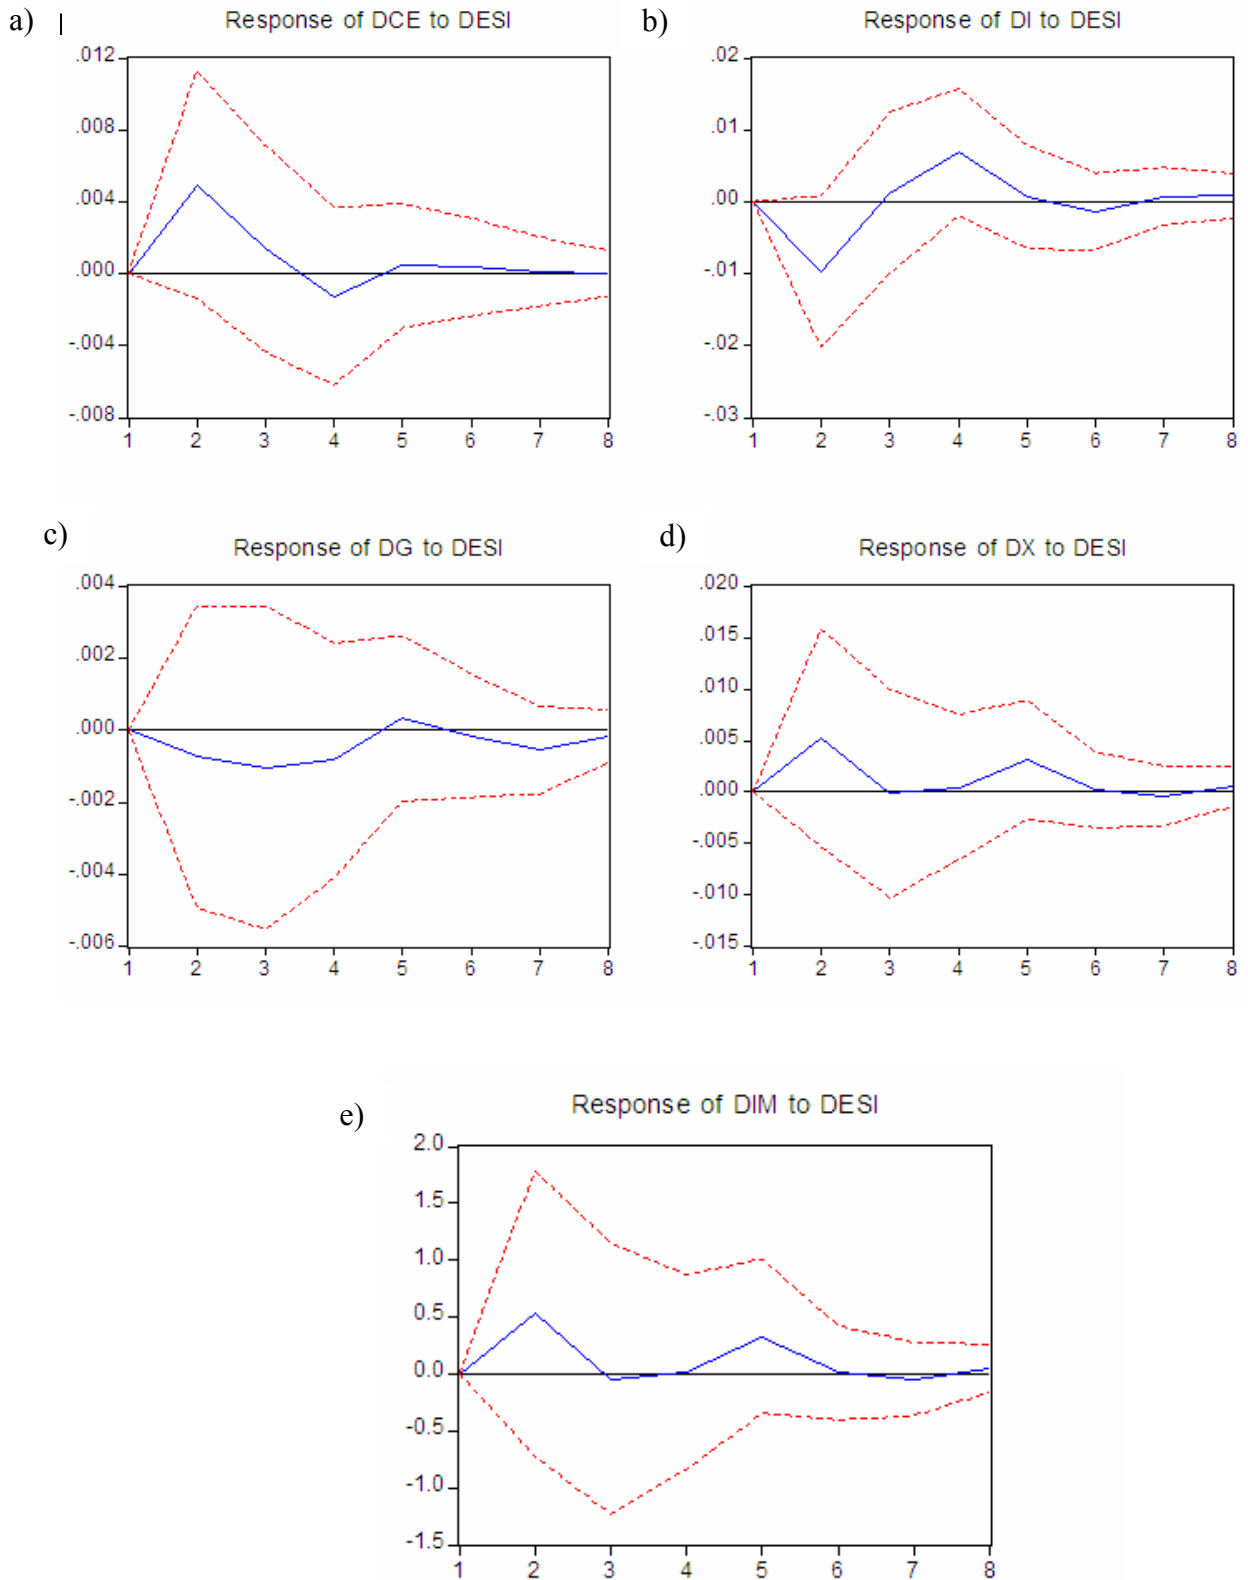 a)
Response of DCE to DESI
.012
.008
.004
.000
-.004
-.008
1 2 3 4 5 6 7 8
b)
Response of DI to DESI
.02
.01
.00
-.01
-.02
-.03
1 2 3 4 5 6 7 8
c)
Response of DG to DESI
.004
.002
.000
-.002
-.004
-.006
1 2 3 4 5 6 7 8
d)
Response of DX to DESI
.020
.015
.010
.005
.000
-.005
-.010
-.015
1 2 3 4 5 6 7 8
e)
Response of DIM to DESI
2.0
1.5
1.0
0.5
0.0
-0.5
-1.0
-1.5
1 2 3 4 5 6 7 8